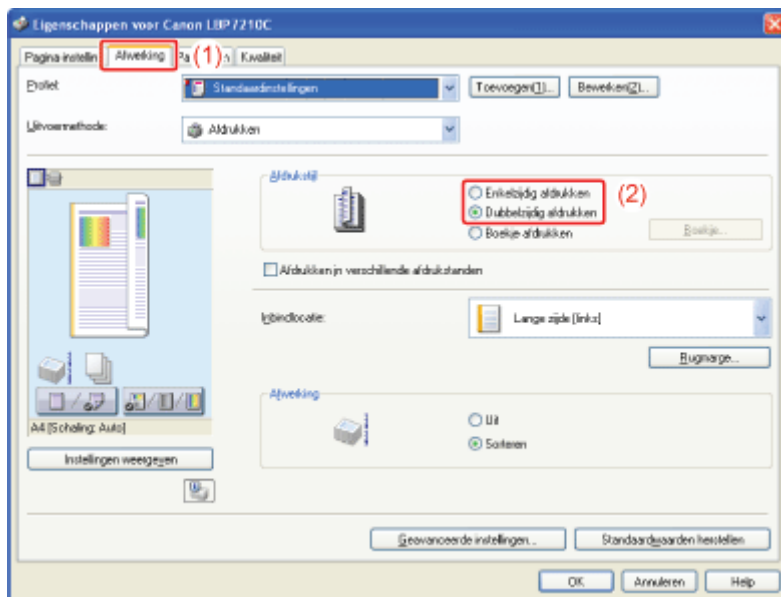 Eigenschappen voor Canon LBP7210C
Pagina-instellin Afwerking Pa (1) n Kwaliteit
Profiel: Standaardinstellingen Toevoegen(1)... Bewerken(2)...
Uitvoermethode: Afdrukken
Afdrukstijl
Enkelzijdig afdrukken
Dubbelzijdig afdrukken (2)
Boekje afdrukken Boekje...
Afdrukken in verschillende afdrukstanden
Inbindlocatie: Lange zijde [links]
Rugmarge...
Afwerking
Uit
Sorteren
A4 [Schaling: Auto]
Instellingen weergeven
Geavanceerde instellingen... Standaardwaarden herstellen
OK Annuleren Help